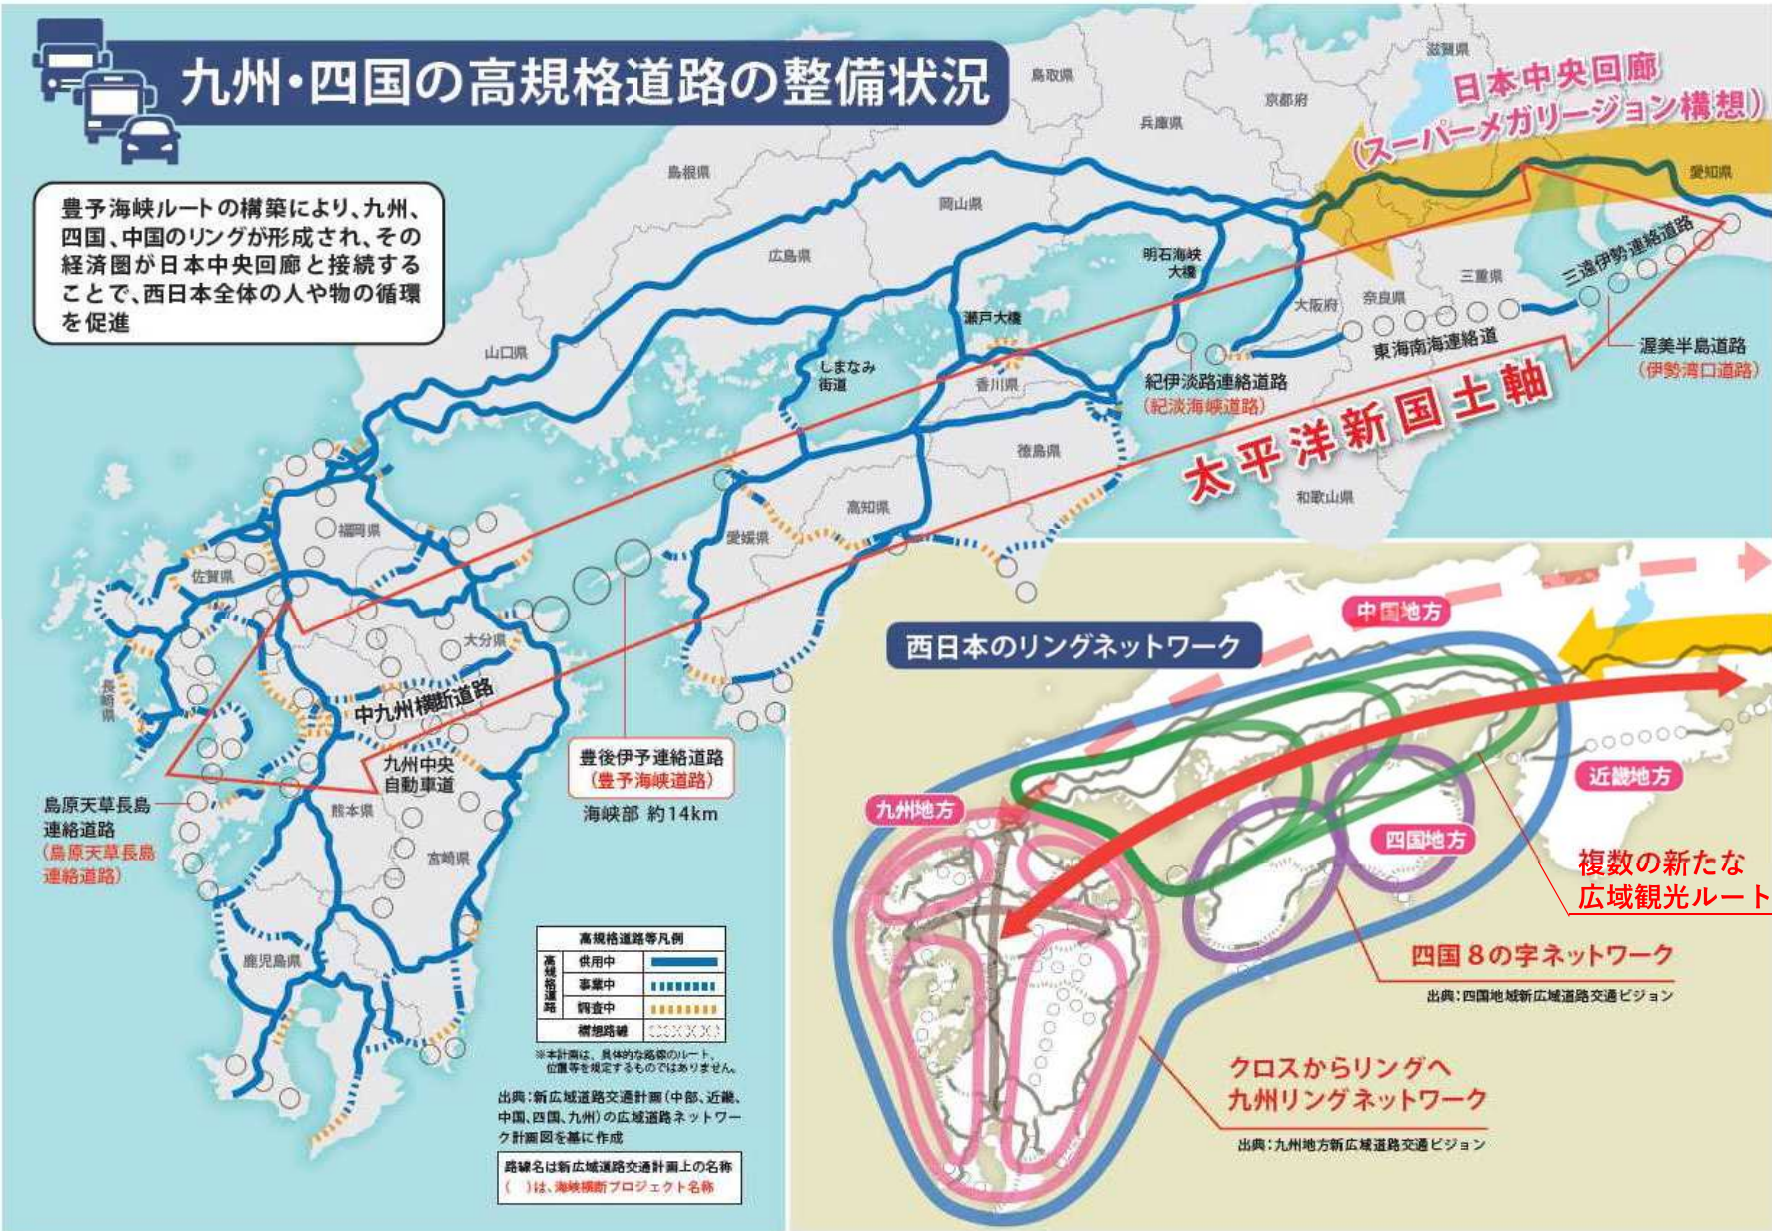 九州・四国の高規格道路の整備状況
豊予海峡ルートの構築により、九州、
四国、中国のリングが形成され、その
経済圏が日本中央回廊と接続する
ことで、西日本全体の人や物の循環
を促進
滋賀県
鳥取県
京都府
兵庫県
日本中央回廊
(スーパーメガリージョン構想)
愛知県
島根県
岡山県
広島県
明石海峡
大橋
三遠伊勢連絡道路
三重県
奈良県
大阪府
瀬戸大橋
山口県
しまなみ
街道
香川県
東海南海連絡道
渥美半島道路
(伊勢湾口道路)
紀伊淡路連絡道路
(紀淡海峡道路)
太平洋新国土軸
徳島県
和歌山県
高知県
愛媛県
福岡県
佐賀県
大分県
長崎県
中九州横断道路
九州中央
自動車道
豊後伊予連絡道路
(豊予海峡道路)
海峡部 約14km
島原天草長島
連絡道路
(島原天草長島
連絡道路)
熊本県
宮崎県
鹿児島県
高規格道路等凡例
高規格道路
供用中
事業中
調査中
構想路線
※本計画は、具体的な路線のルート、
位置等を規定するものではありません。
出典:新広域道路交通計画(中部、近畿、
中国、四国、九州)の広域道路ネットワー
ク計画図を基に作成
路線名は新広域道路交通計画上の名称
( )は、海峡横断プロジェクト名称
西日本のリングネットワーク
中国地方
近畿地方
九州地方
四国地方
複数の新たな
広域観光ルート
四国8の字ネットワーク
出典:四国地域新広域道路交通ビジョン
クロスからリングへ
九州リングネットワーク
出典:九州地方新広域道路交通ビジョン